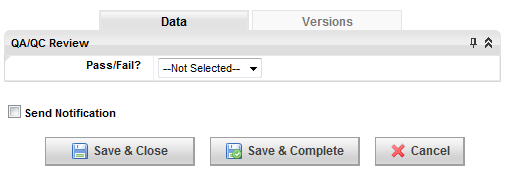 Data Versions
QA/QC Review
Pass/Fail? --Not Selected--
Send Notification
Save & Close Save & Complete Cancel